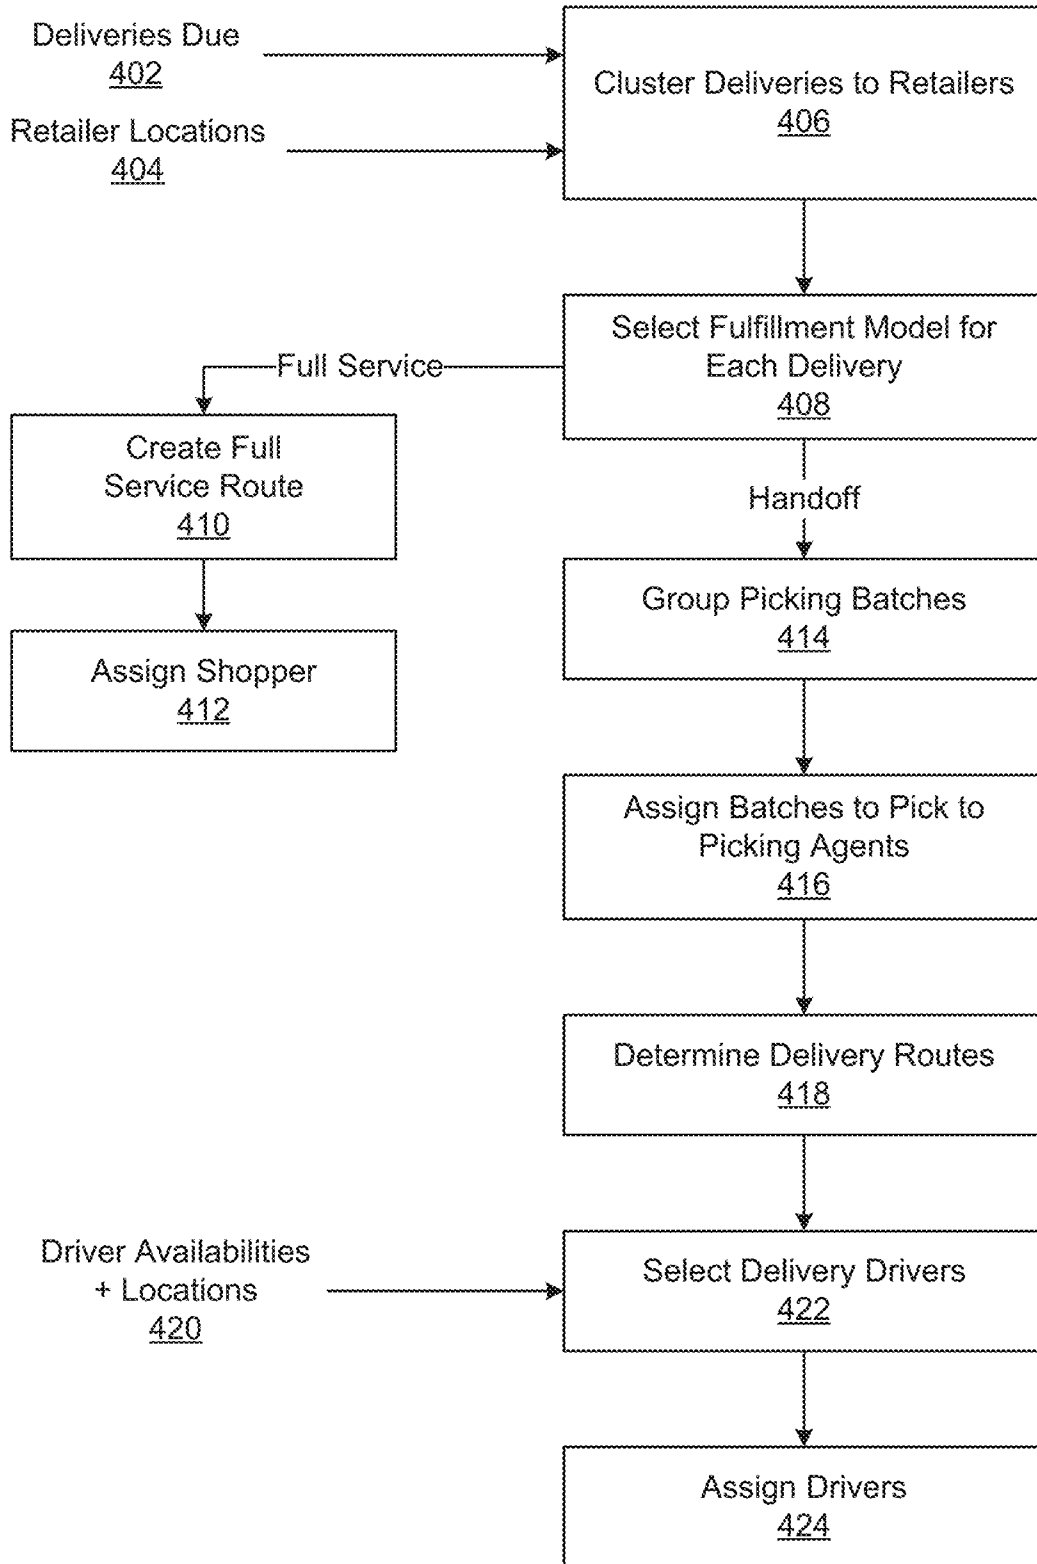 Deliveries Due
402
Retailer Locations
404
Cluster Deliveries to Retailers
406
Select Fulfillment Model for
Each Delivery
408
Full Service
Create Full
Service Route
410
Assign Shopper
412
Handoff
Group Picking Batches
414
Assign Batches to Pick to
Picking Agents
416
Determine Delivery Routes
418
Driver Availabilities
+ Locations
420
Select Delivery Drivers
422
Assign Drivers
424